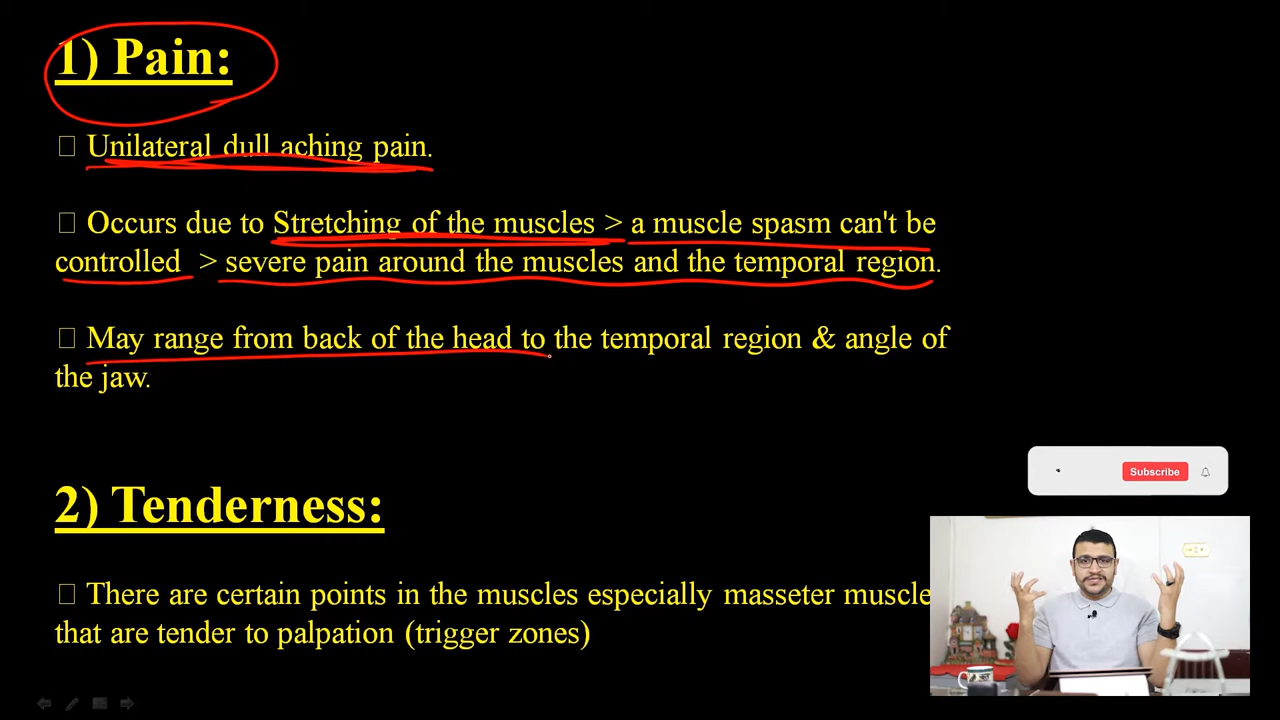 1) Pain:
□ Unilateral dull aching pain.
□ Occurs due to Stretching of the muscles > a muscle spasm can't be
controlled > severe pain around the muscles and the temporal region.
□ May range from back of the head to the temporal region & angle of
the jaw.
2) Tenderness:
□ There are certain points in the muscles especially masseter muscle
that are tender to palpation (trigger zones)
Subscribe